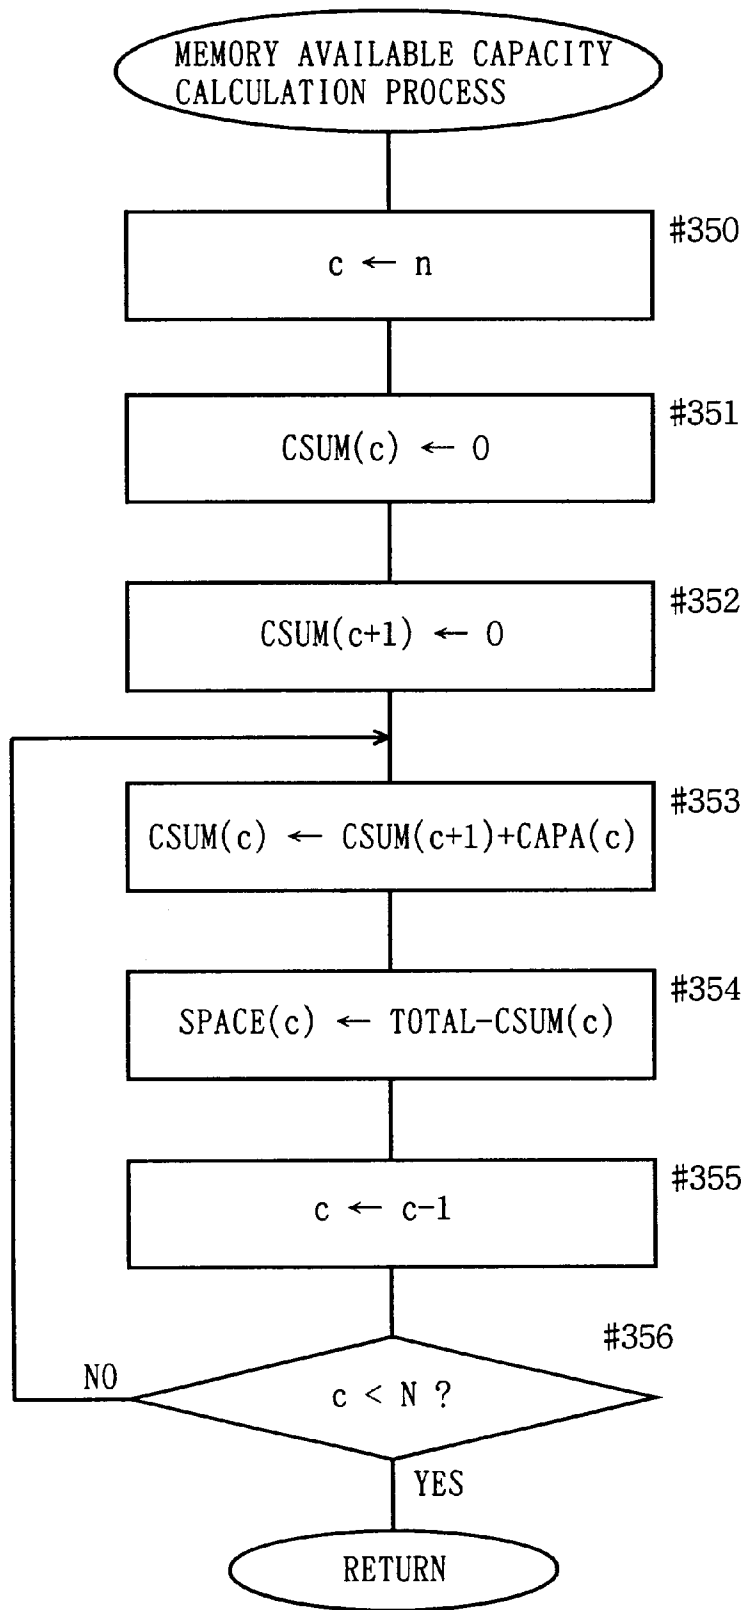 MEMORY AVAILABLE CAPACITY
CALCULATION PROCESS
#350
c ← n
#351
CSUM(c) ← 0
#352
CSUM(c+1) ← 0
#353
CSUM(c) ← CSUM(c+1)+CAPA(c)
#354
SPACE(c) ← TOTAL-CSUM(c)
#355
c ← c-1
#356
NO
c < N ?
YES
RETURN